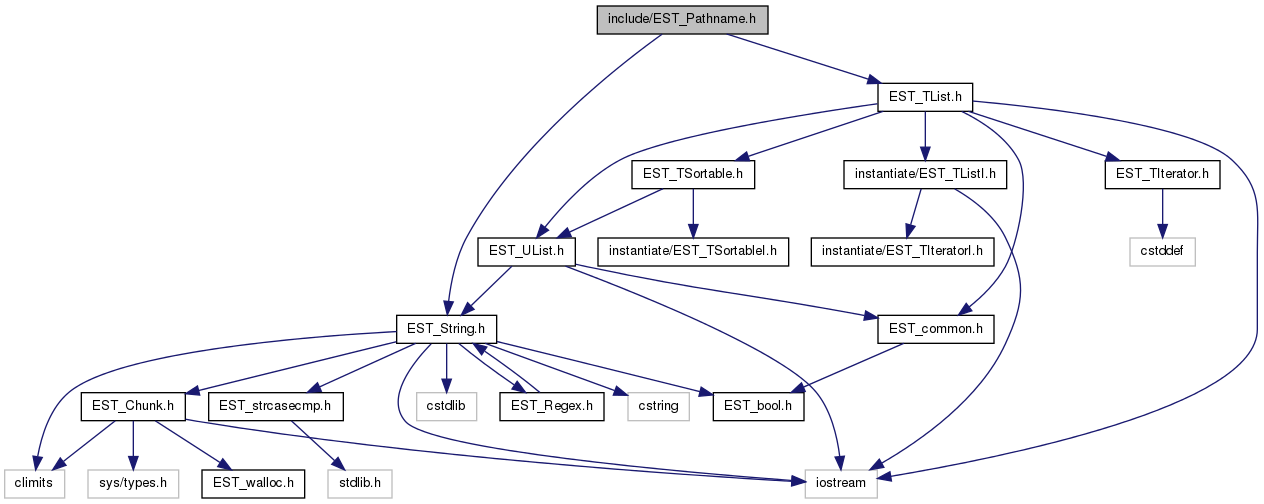 include/EST_Pathname.h
EST_TList.h
EST_TSortable.h
instantiate/EST_TListI.h
EST_TIterator.h
EST_UList.h
instantiate/EST_TSortableI.h
instantiate/EST_TIteratorI.h
cstddef
EST_String.h
EST_common.h
EST_Chunk.h
EST_strcasecmp.h
cstdlib
EST_Regex.h
cstring
EST_bool.h
climits
sys/types.h
EST_walloc.h
stdlib.h
iostream